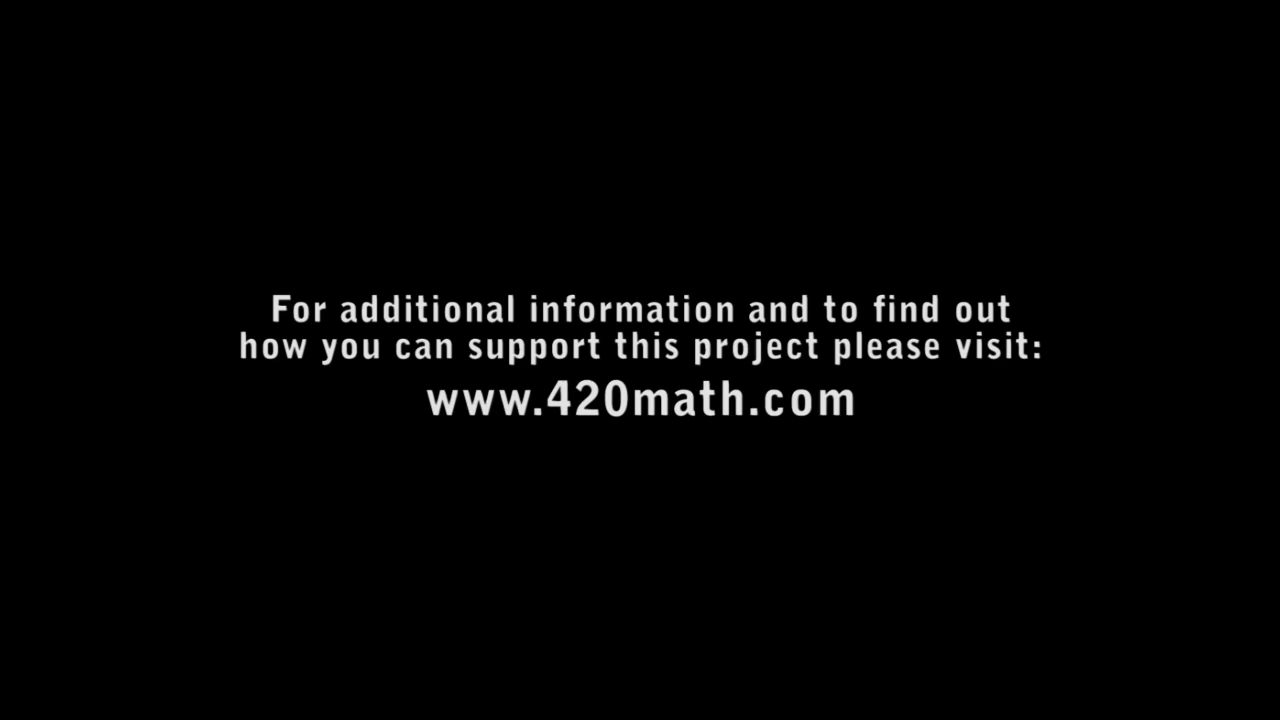 For additional information and to find out
how you can support this project please visit:
www.420math.com